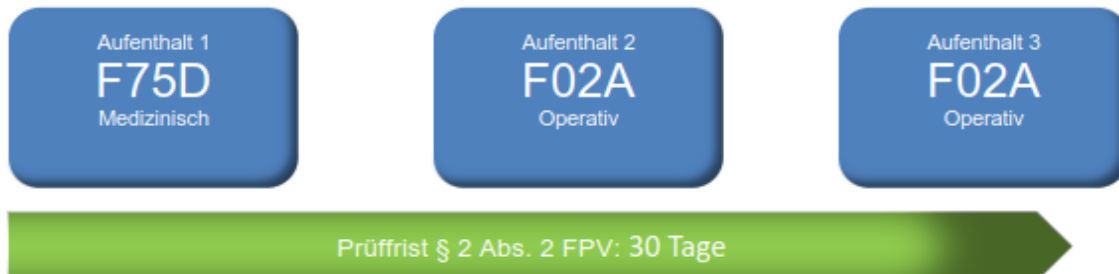 Aufenthalt 1
F75D
Medizinisch
Aufenthalt 2
F02A
Operativ
Aufenthalt 3
F02A
Operativ
Prüffrist § 2 Abs. 2 FPV: 30 Tage